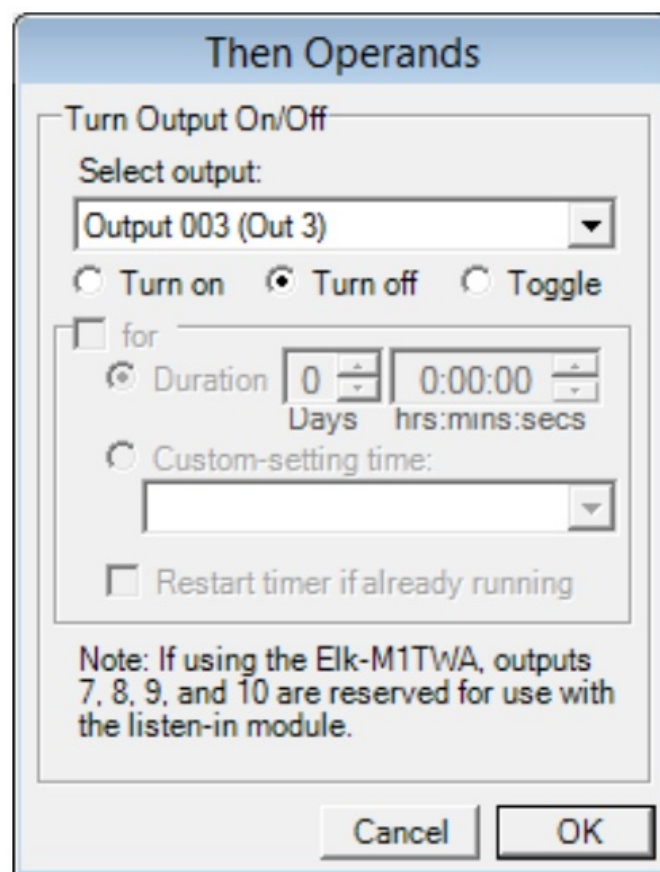 Then Operands
Turn Output On/Off
Select output:
Output 003 (Out 3)
Turn on Turn off Toggle
for
Duration 0 0:00:00
Days hrs:mins:secs
Custom-setting time:
Restart timer if already running
Note: If using the Elk-M1TWA, outputs
7, 8, 9, and 10 are reserved for use with
the listen-in module.
Cancel OK